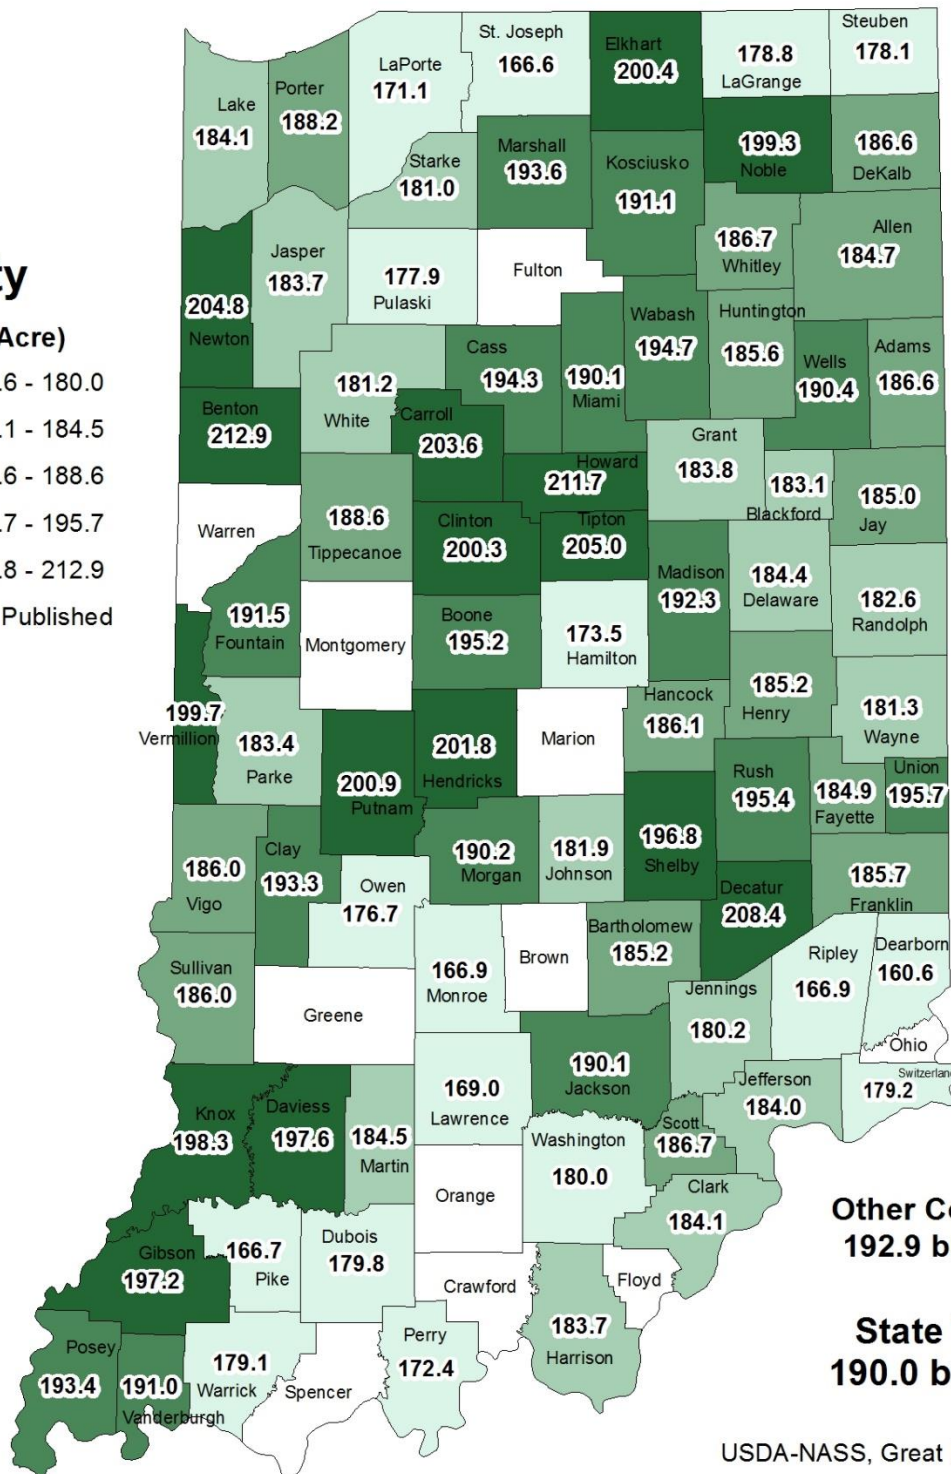 ty
Acre)
.6 - 180.0
.1 - 184.5
.6 - 188.6
.7 - 195.7
.8 - 212.9
Published
Lake
184.1
Porter
188.2
LaPorte
171.1
St. Joseph
166.6
Elkhart
200.4
178.8
LaGrange
Steuben
178.1
Starke
181.0
Marshall
193.6
Kosciusko
191.1
199.3
Noble
186.6
DeKalb
204.8
Newton
Jasper
183.7
177.9
Pulaski
Fulton
186.7
Whitley
Allen
184.7
Wabash
194.7
Huntington
185.6
Wells
190.4
Adams
186.6
Benton
212.9
181.2
White
Cass
194.3
190.1
Miami
Carroll
203.6
Grant
183.8
183.1
Blackford
185.0
Jay
Warren
188.6
Tippecanoe
Howard
211.7
Clinton
200.3
Tipton
205.0
Madison
192.3
184.4
Delaware
182.6
Randolph
191.5
Fountain
Montgomery
Boone
195.2
173.5
Hamilton
199.7
Vermillion
183.4
Parke
200.9
Putnam
201.8
Hendricks
Marion
Hancock
186.1
185.2
Henry
181.3
Wayne
Rush
195.4
184.9
Fayette
Union
195.7
186.0
Vigo
Clay
193.3
Owen
176.7
190.2
Morgan
181.9
Johnson
196.8
Shelby
Decatur
208.4
185.7
Franklin
Sullivan
186.0
Greene
166.9
Monroe
Brown
Bartholomew
185.2
Jennings
180.2
Ripley
166.9
Dearborn
160.6
Ohio
Knox
198.3
Daviess
197.6
184.5
Martin
169.0
Lawrence
190.1
Jackson
Jefferson
184.0
Switzerlan
179.2
Washington
180.0
Scott
186.7
Orange
Clark
184.1
Gibson
197.2
166.7
Pike
Dubois
179.8
Crawford
Floyd
Posey
193.4
191.0
Vanderburgh
179.1
Warrick
Spencer
Perry
172.4
183.7
Harrison
Other Co
192.9 b
State
190.0 b
USDA-NASS, Great